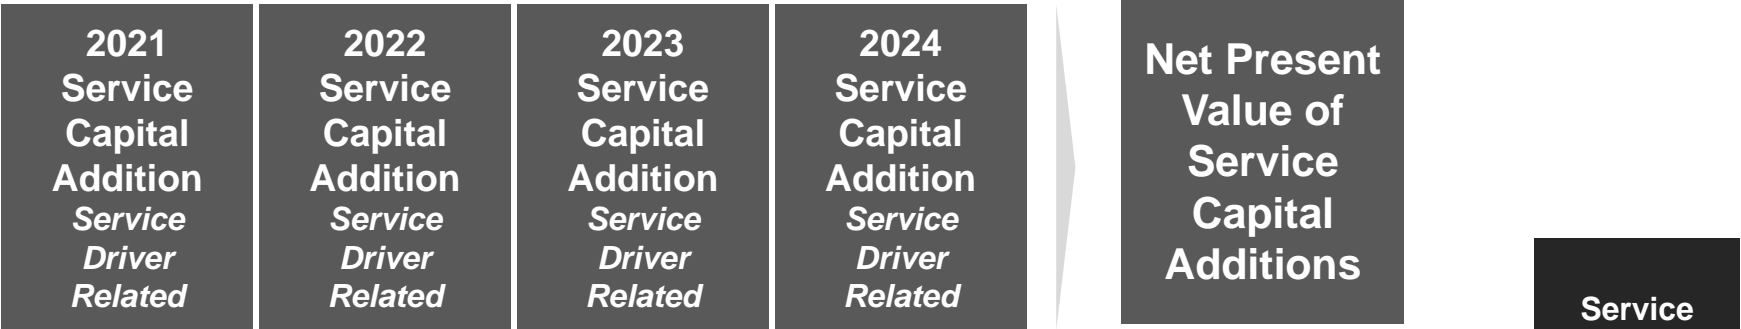 2021
Service
Capital
Addition
Service
Driver
Related
2022
Service
Capital
Addition
Service
Driver
Related
2023
Service
Capital
Addition
Service
Driver
Related
2024
Service
Capital
Addition
Service
Driver
Related
Net Present
Value of
Service
Capital
Additions
Service